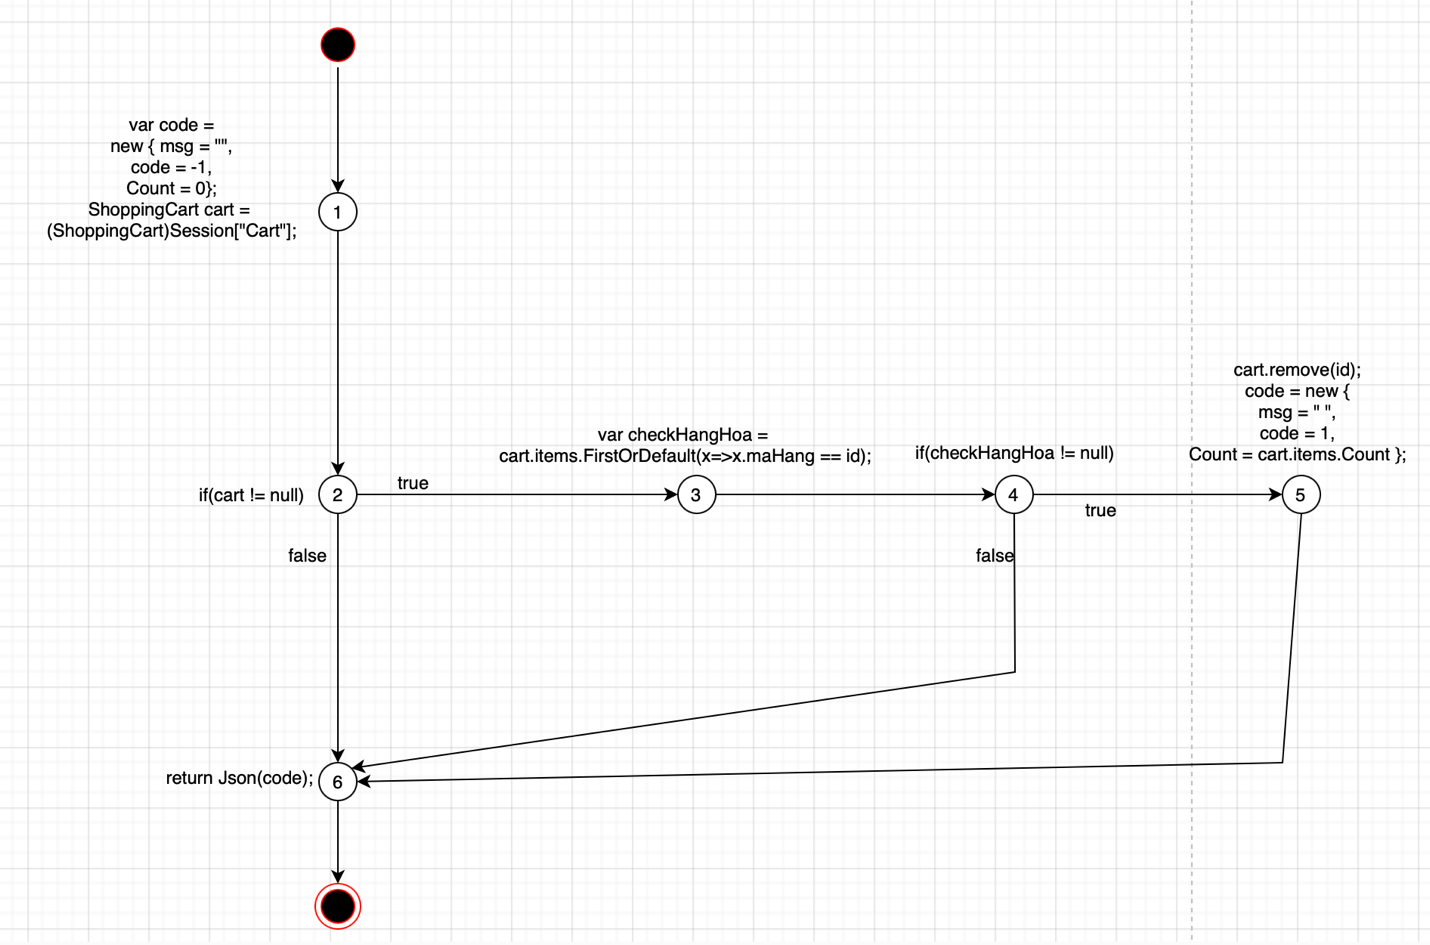 var code =
new { msg = "",
code = -1,
Count = 0};
ShoppingCart cart =
(ShoppingCart)Session["Cart"];
1
cart.remove(id);
code = new {
msg = " ",
code = 1,
Count = cart.items.Count };
var checkHangHoa =
cart.items.FirstOrDefault(x=>x.maHang == id);
if(checkHangHoa != null)
if(cart != null)
2
true
3
4
true
5
false
false
return Json(code);
6